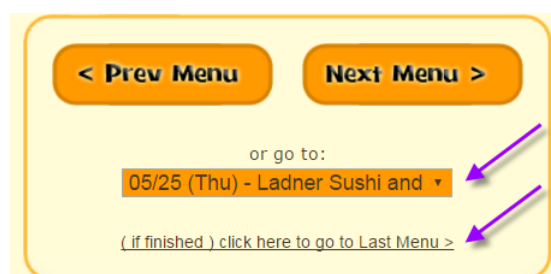 < Prev Menu Next Menu >
or go to:
05/25 (Thu) - Ladner Sushi and
( if finished ) click here to go to Last Menu >